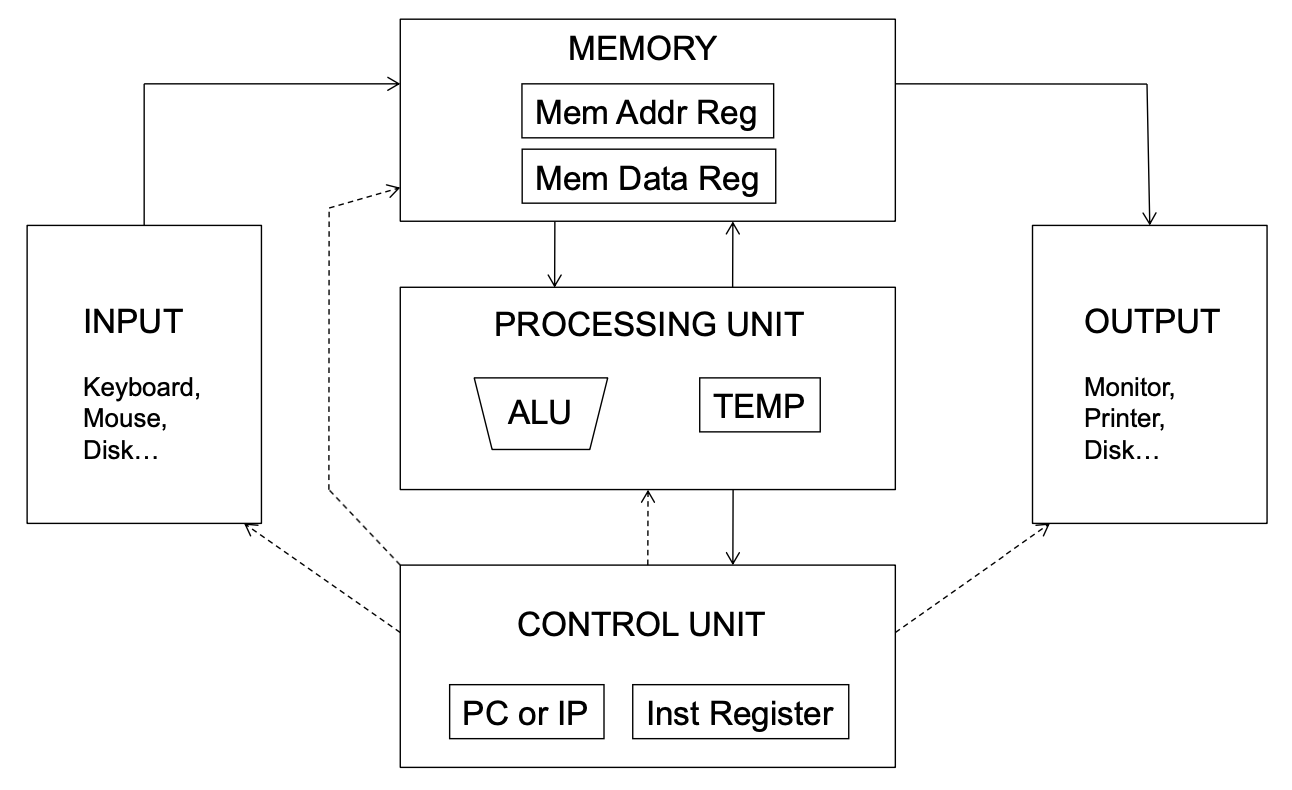 MEMORY
Mem Addr Reg
Mem Data Reg
INPUT
Keyboard,
Mouse,
Disk…
PROCESSING UNIT
ALU
TEMP
OUTPUT
Monitor,
Printer,
Disk…
CONTROL UNIT
PC or IP
Inst Register